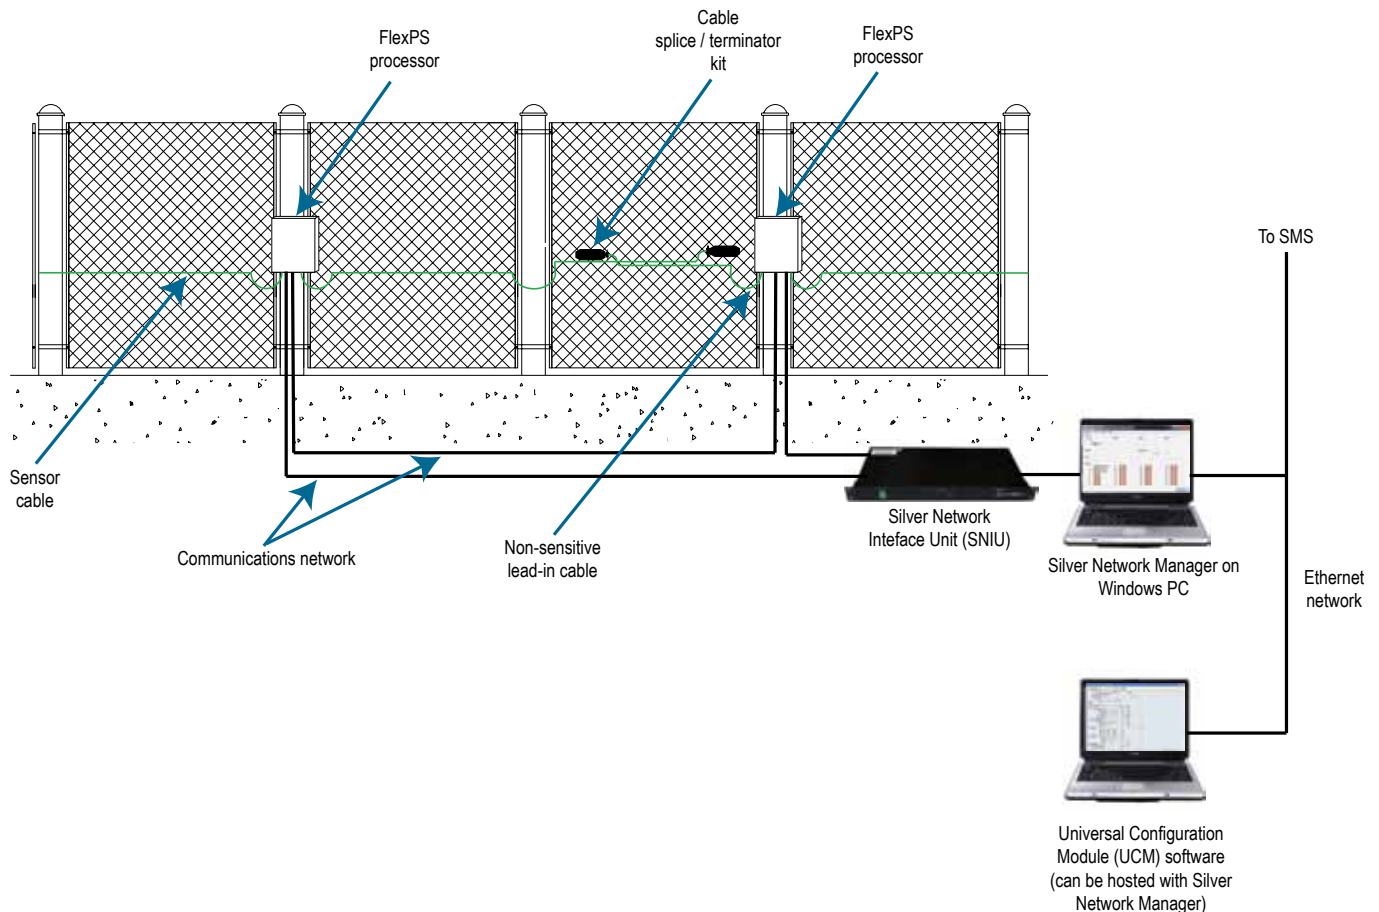 Cable
splice / terminator
kit
FlexPS
processor
FlexPS
processor
To SMS
Sensor
cable
Communications network
Non-sensitive
lead-in cable
Silver Network
Inteface Unit (SNIU)
Silver Network Manager on
Windows PC
Ethernet
network
Universal Configuration
Module (UCM) software
(can be hosted with Silver
Network Manager)